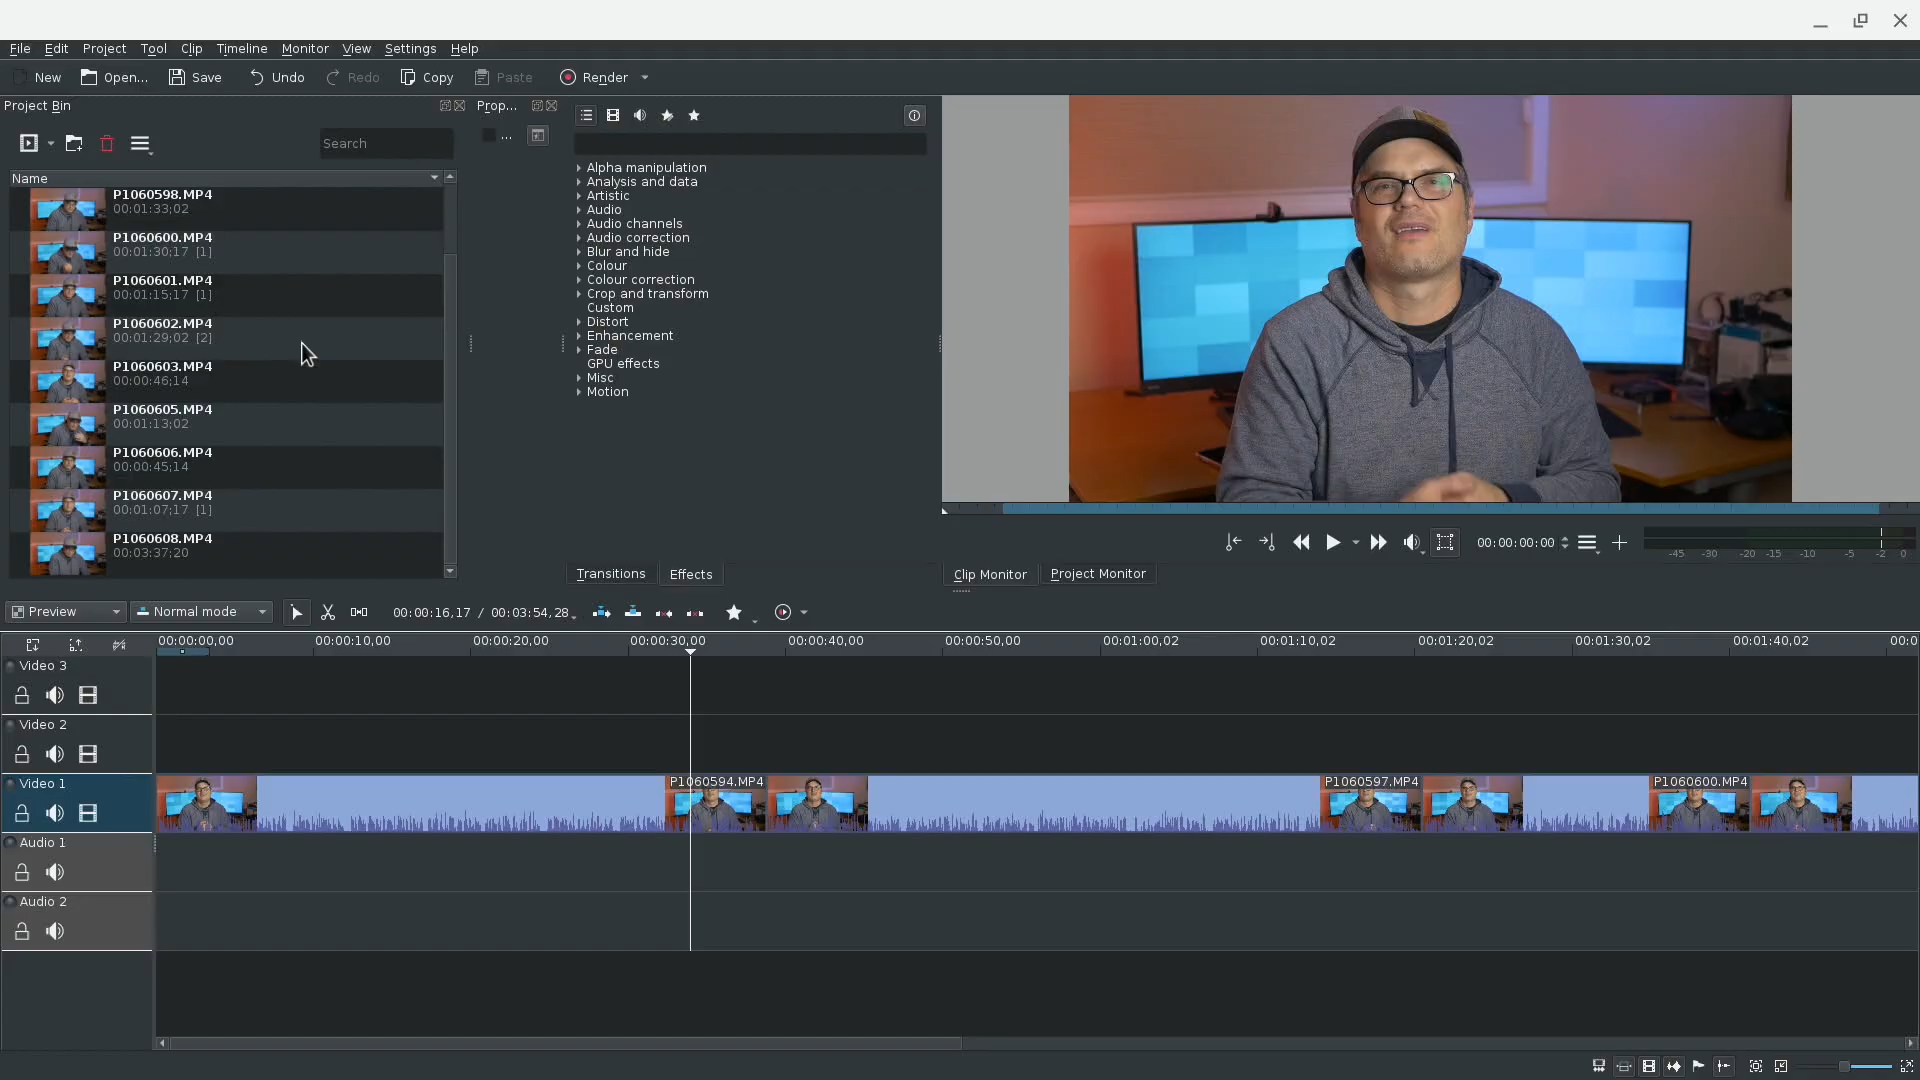 File Edit Project Tool Clip Timeline Monitor View Settings Help
New Open... Save Undo Redo Copy Paste Render
Project Bin
Search
Name
P1060598.MP4
00:01:33;02
P1060600.MP4
00:01:30;17 [1]
P1060601.MP4
00:01:15;17 [1]
P1060602.MP4
00:01:29;02 [2]
P1060603.MP4
00:00:46;14
P1060605.MP4
00:01:13;02
P1060606.MP4
00:00:45;14
P1060607.MP4
00:01:07;17 [1]
P1060608.MP4
00:03:37;20
Prop...
...
Alpha manipulation
Analysis and data
Artistic
Audio
Audio channels
Audio correction
Blur and hide
Colour
Colour correction
Crop and transform
Custom
Distort
Enhancement
Fade
GPU effects
Misc
Motion
Transitions Effects
00:00:00:00
-45 -30 -20 -15 -10 -5 -2 0
Clip Monitor Project Monitor
Preview Normal mode 00:00:16,17 / 00:03:54,28
00:00:00,00 00:00:10,00 00:00:20,00 00:00:30,00 00:00:40,00 00:00:50,00 00:01:00,02 00:01:10,02 00:01:20,02 00:01:30,02 00:01:40,02 00:0
Video 3
Video 2
Video 1
P1060594.MP4 P1060597.MP4 P1060600.MP4
Audio 1
Audio 2